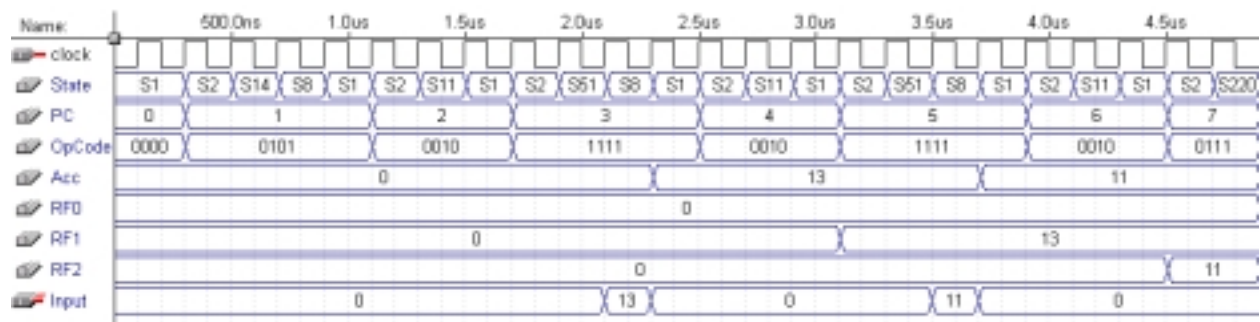 Name: 500.0ns 1.0us 1.5us 2.0us 2.5us 3.0us 3.5us 4.0us 4.5us
clock
State S1 S2 S14 S8 S1 S2 S11 S1 S2 S51 S8 S1 S2 S11 S1 S2 S51 S8 S1 S2 S11 S1 S2 S220
PC 0 1 2 3 4 5 6 7
OpCode 0000 0101 0010 1111 0010 1111 0010 0111
Acc 0 13 11
RF0 0
RF1 0 13
RF2 0 11
Input 0 13 0 11 0